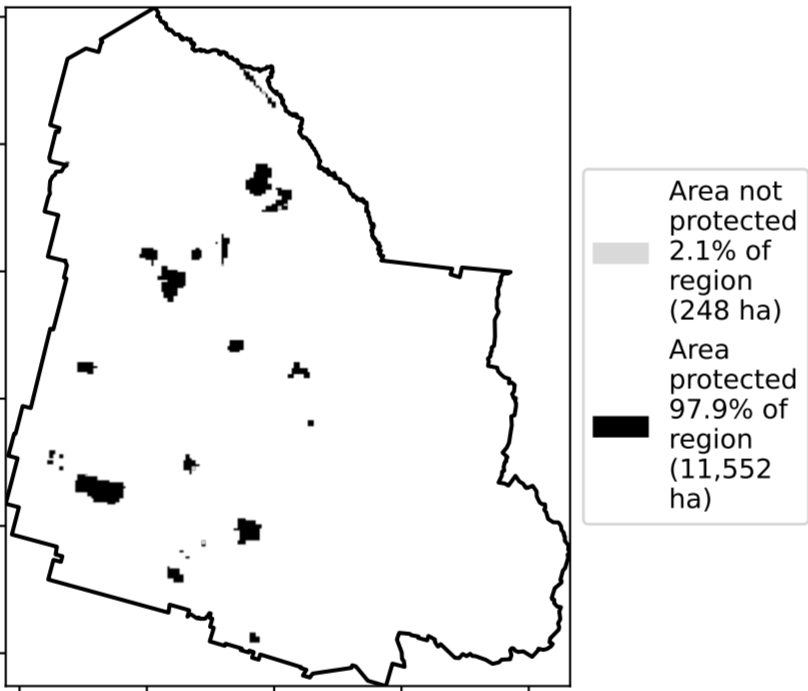 Area not
protected
2.1% of
region
(248 ha)
Area
protected
97.9% of
region
(11,552
ha)